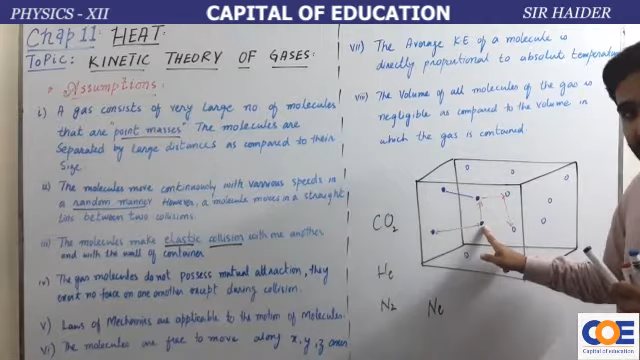 PHYSICS - XII
CAPITAL OF EDUCATION
SIR HAIDER
Chap 11: HEAT
Topic: KINETIC THEORY OF GASES:
* Assumptions:
i) A gas consists of very large no of molecules
that are "point masses" The molecules are
separated by large distances as compared to their
size.
ii) The molecules move continuously with various speeds in
a random manner However, a molecule moves in a straight
line between two collisions.
iii) The molecules make elastic collision with one another
and with the wall of container
iv) The gas molecules do not possess mutual attraction, they
exert no force on one another except during collision.
v) Laws of Mechanics are applicable to the motion of Molecules.
vi) The molecules are free to move along x, y, z axes
vii) The Average KE of a molecule is
directly proportional to absolute temperature
viii) The Volume of all molecules of the gas is
negligible as compared to the volume in
which the gas is contained.
CO2
He
N2 Ne
COE
Capital of education